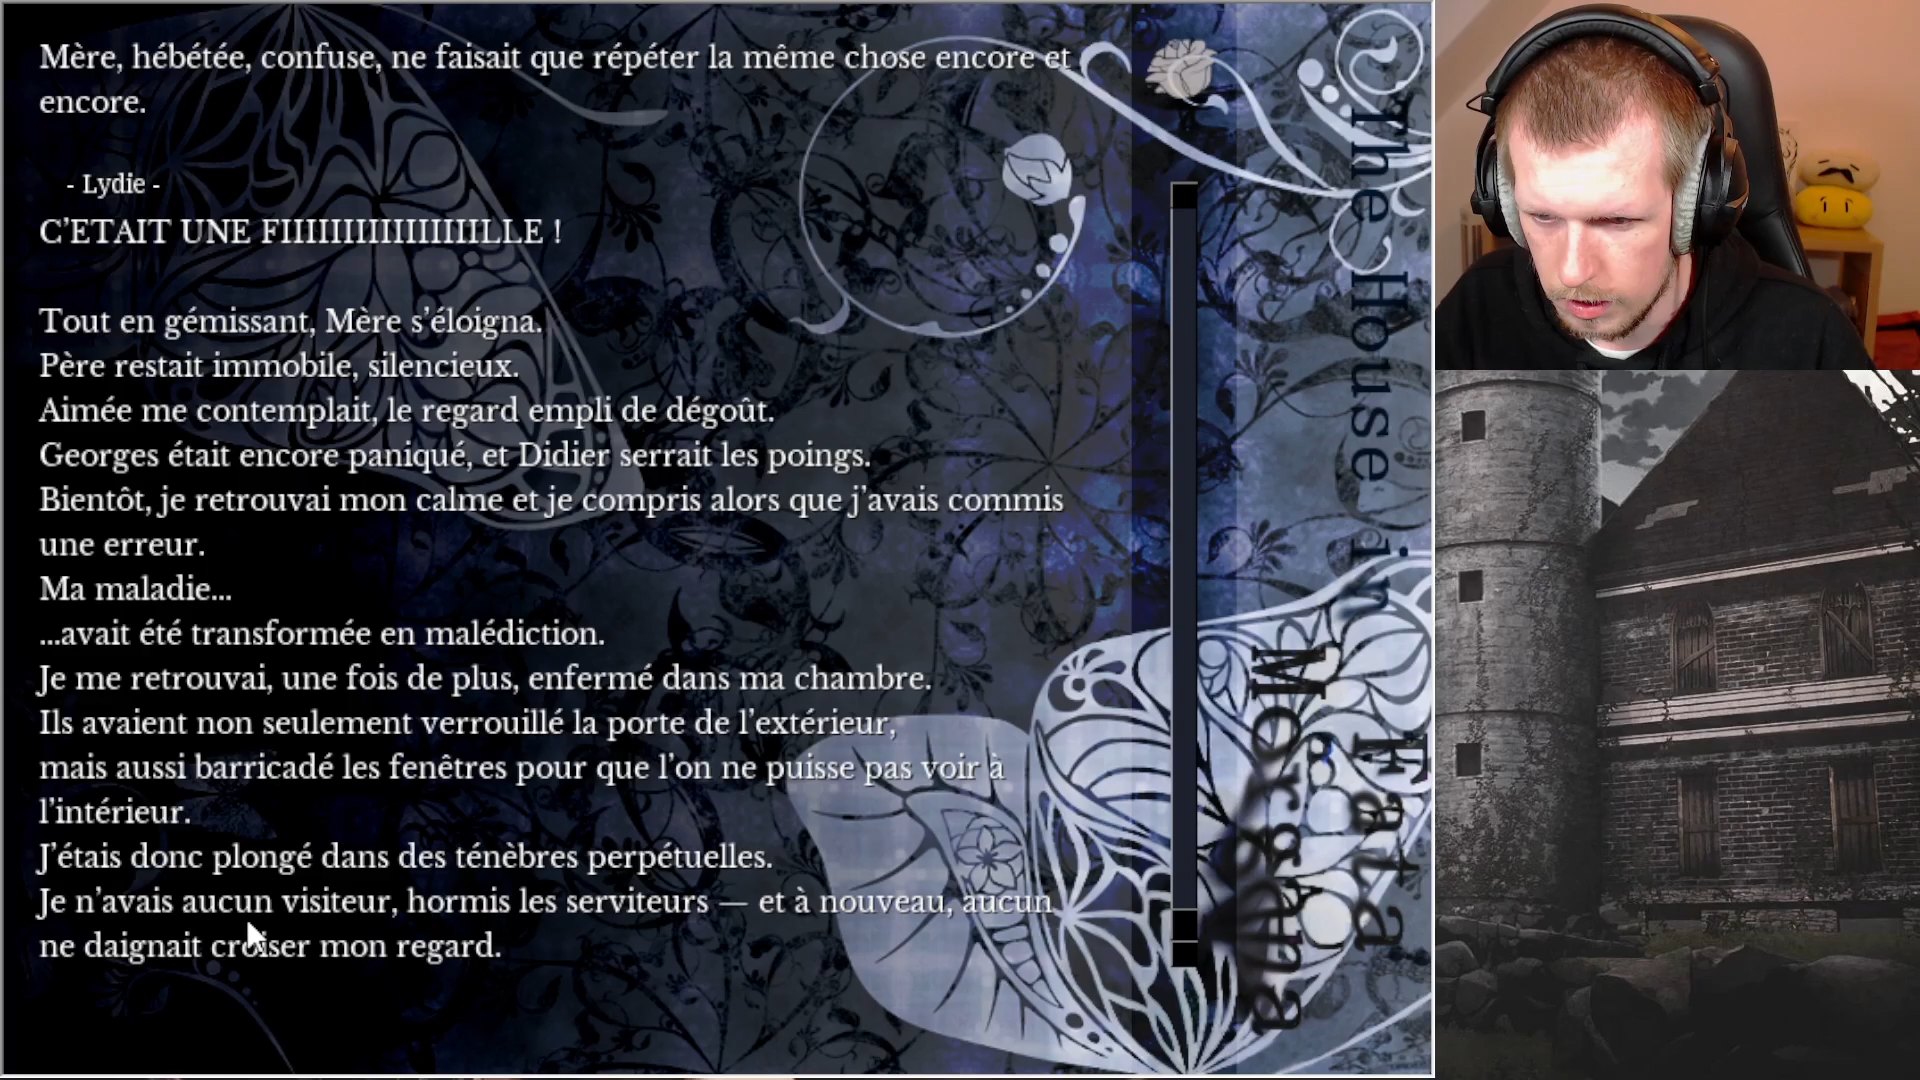 Mère, hébétée, confuse, ne faisait que répéter la même chose encore et
encore.
- Lydie -
C'ETAIT UNE FIIIIIIIIIIIIIIIILLE !
Tout en gémissant, Mère s'éloigna.
Père restait immobile, silencieux.
Aimée me contemplait, le regard empli de dégoût.
Georges était encore paniqué, et Didier serrait les poings.
Bientôt, je retrouvai mon calme et je compris alors que j'avais commis
une erreur.
Ma maladie...
...avait été transformée en malédiction.
Je me retrouvai, une fois de plus, enfermé dans ma chambre.
Ils avaient non seulement verrouillé la porte de l'extérieur,
mais aussi barricadé les fenêtres pour que l'on ne puisse pas voir à
l'intérieur.
J'étais donc plongé dans des ténèbres perpétuelles.
Je n'avais aucun visiteur, hormis les serviteurs — et à nouveau, aucun
ne daignait croiser mon regard.
The House in
Fata
Morgana